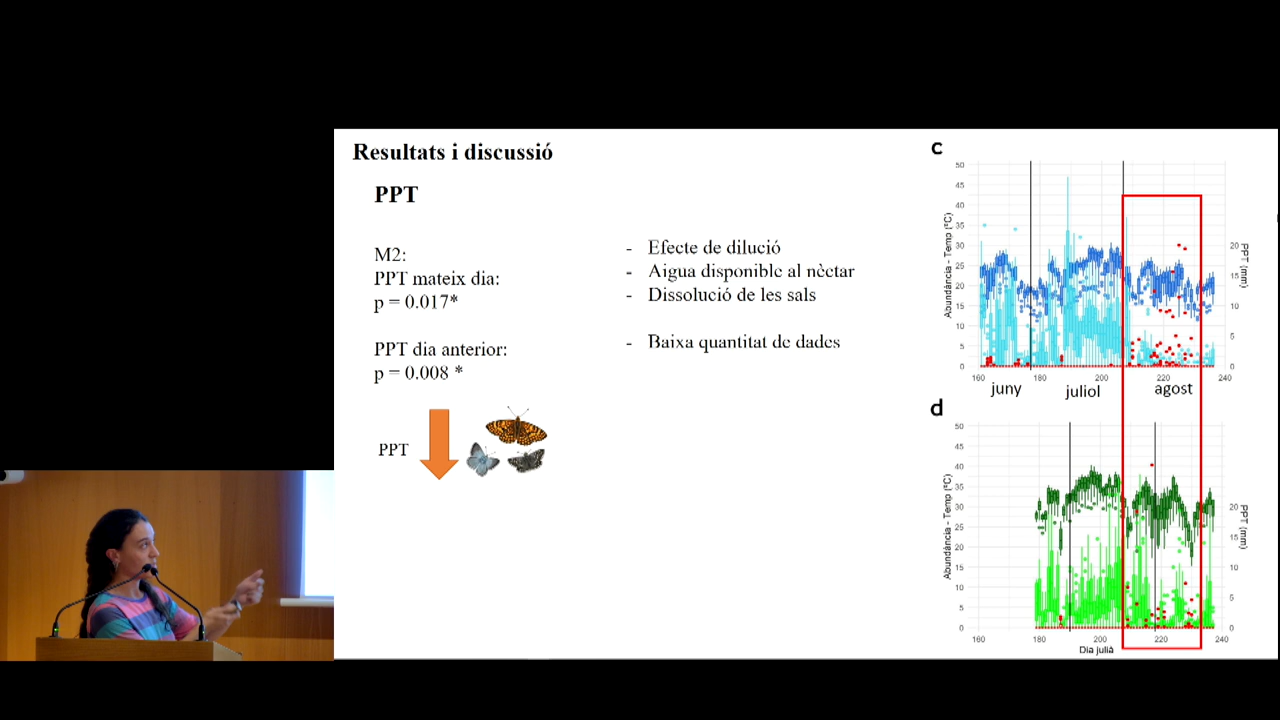 Resultats i discussió
PPT
M2:
PPT mateix dia:
p = 0.017*
PPT dia anterior:
p = 0.008 *
PPT
- Efecte de dilució
- Aigua disponible al nèctar
- Dissolució de les sals
- Baixa quantitat de dades
c
50
45
40
35
30
25
20
15
10
5
0
Abundància - Temp (ºC)
20
15
10
5
0
PPT (mm)
160 180 200 220 240
juny juliol agost
d
50
45
40
35
30
25
20
15
10
5
0
Abundància - Temp (ºC)
20
15
10
5
0
PPT (mm)
160 180 200 220 240
Dia julià